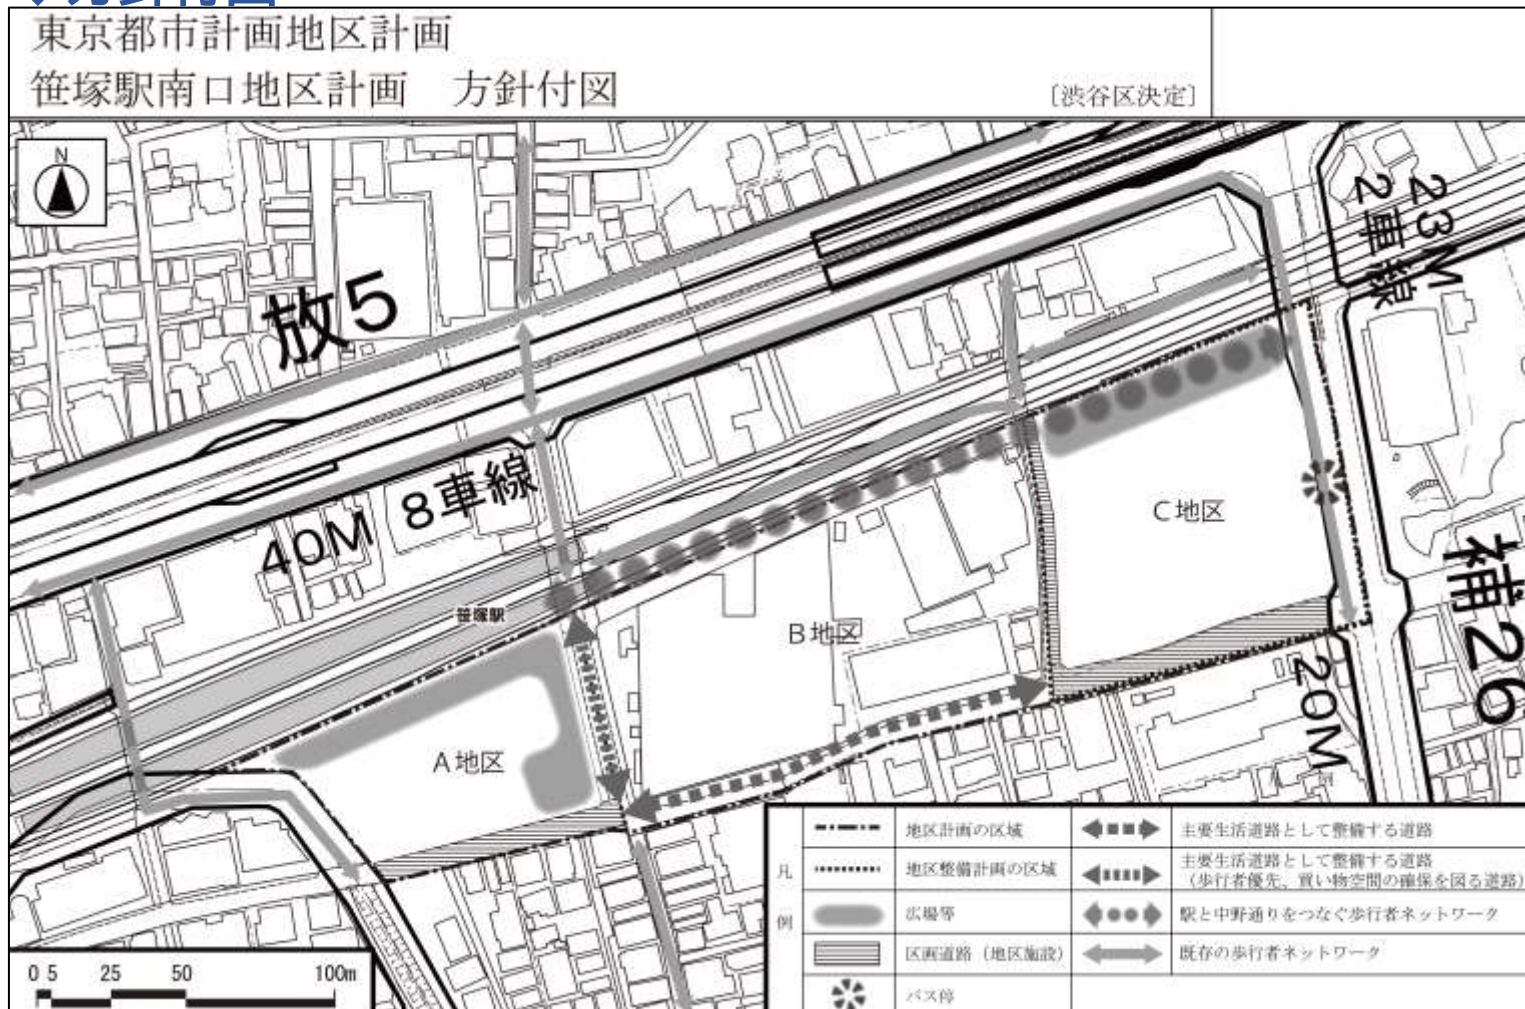 方針付図
東京都市計画地区計画
笹塚駅南口地区計画　方針付図
〔渋谷区決定〕
N
放5
23M
2車線
40M 8車線
笹塚駅
C地区
B地区
A地区
補26
20M
凡例
地区計画の区域
主要生活道路として整備する道路
地区整備計画の区域
主要生活道路として整備する道路
（歩行者優先、買い物空間の確保を図る道路）
広場等
駅と中野通りをつなぐ歩行者ネットワーク
区画道路（地区施設）
既存の歩行者ネットワーク
バス停
0 5 25 50 100m